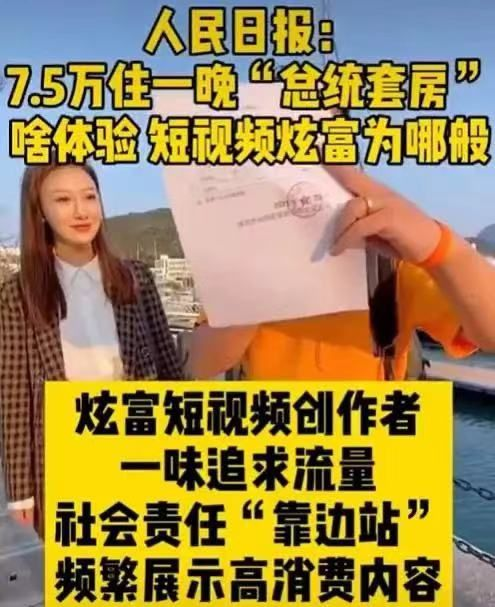 人民日报：
7.5万住一晚“总统套房”
啥体验 短视频炫富为哪般
炫富短视频创作者
一味追求流量
社会责任“靠边站”
频繁展示高消费内容